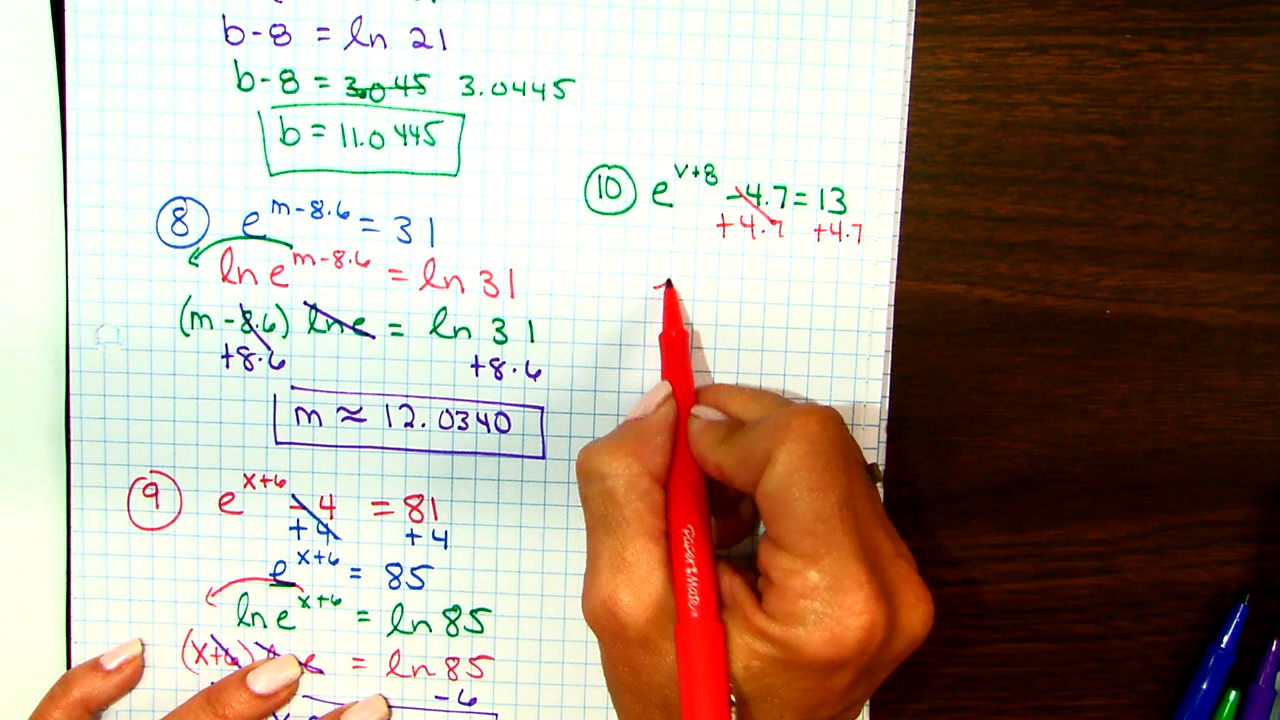 b-8 = ln 21
b-8 = 3.045 3.0445
b = 11.0445
8 e^(m-8.6) = 31
ln e^(m-8.6) = ln 31
(m-8.6) ln e = ln 31
+8.6 +8.6
m ≈ 12.0340
9 e^(x+6) -4 = 81
+4 +4
e^(x+6) = 85
ln e^(x+6) = ln 85
(x+6) ln e = ln 85
-6
10 e^(v+8) -4.7 = 13
+4.7 +4.7
Paper Mate